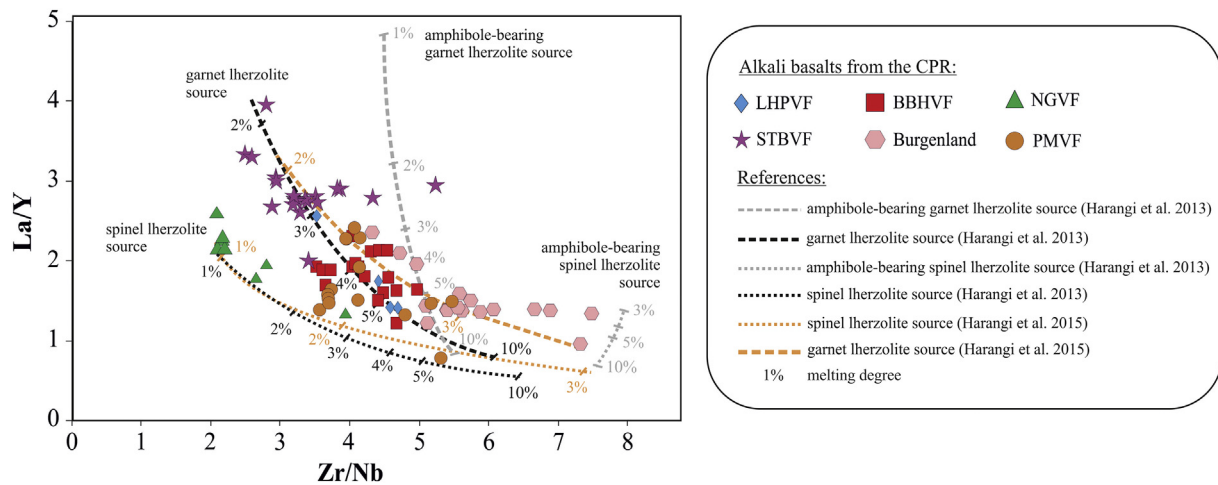 5
4
3
2
1
0
La/Y
0
1
2
3
4
5
6
7
8
Zr/Nb
garnet lherzolite
source
2%
3%
4%
5%
10%
2%
3%
amphibole-bearing
garnet lherzolite source
1%
2%
3%
4%
5%
10%
spinel lherzolite
source
1%
1%
2%
3%
4%
5%
10%
2%
3%
amphibole-bearing
spinel lherzolite
source
3%
5%
10%
Alkali basalts from the CPR:
LHPVF
BBHVF
NGVF
STBVF
Burgenland
PMVF
References:
amphibole-bearing garnet lherzolite source (Harangi et al. 2013)
garnet lherzolite source (Harangi et al. 2013)
amphibole-bearing spinel lherzolite source (Harangi et al. 2013)
spinel lherzolite source (Harangi et al. 2013)
spinel lherzolite source (Harangi et al. 2015)
garnet lherzolite source (Harangi et al. 2015)
1% melting degree